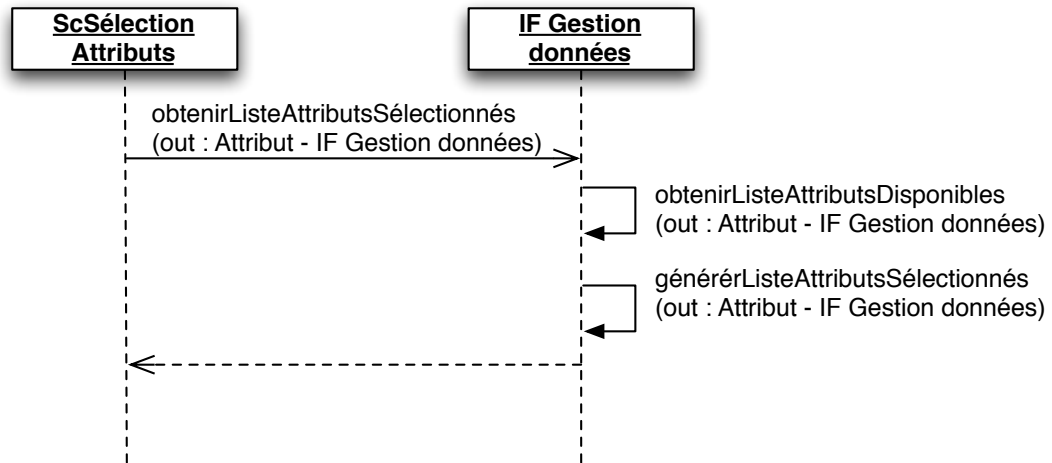 ScSélection
Attributs
IF Gestion
données
obtenirListeAttributsSélectionnés
(out : Attribut - IF Gestion données)
obtenirListeAttributsDisponibles
(out : Attribut - IF Gestion données)
générérListeAttributsSélectionnés
(out : Attribut - IF Gestion données)